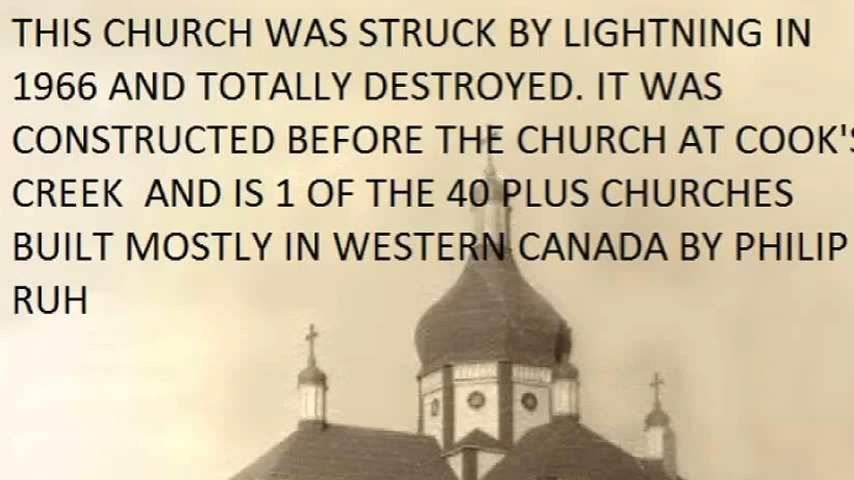 THIS CHURCH WAS STRUCK BY LIGHTNING IN
1966 AND TOTALLY DESTROYED. IT WAS
CONSTRUCTED BEFORE THE CHURCH AT COOK'S
CREEK  AND IS 1 OF THE 40 PLUS CHURCHES
BUILT MOSTLY IN WESTERN CANADA BY PHILIP
RUH